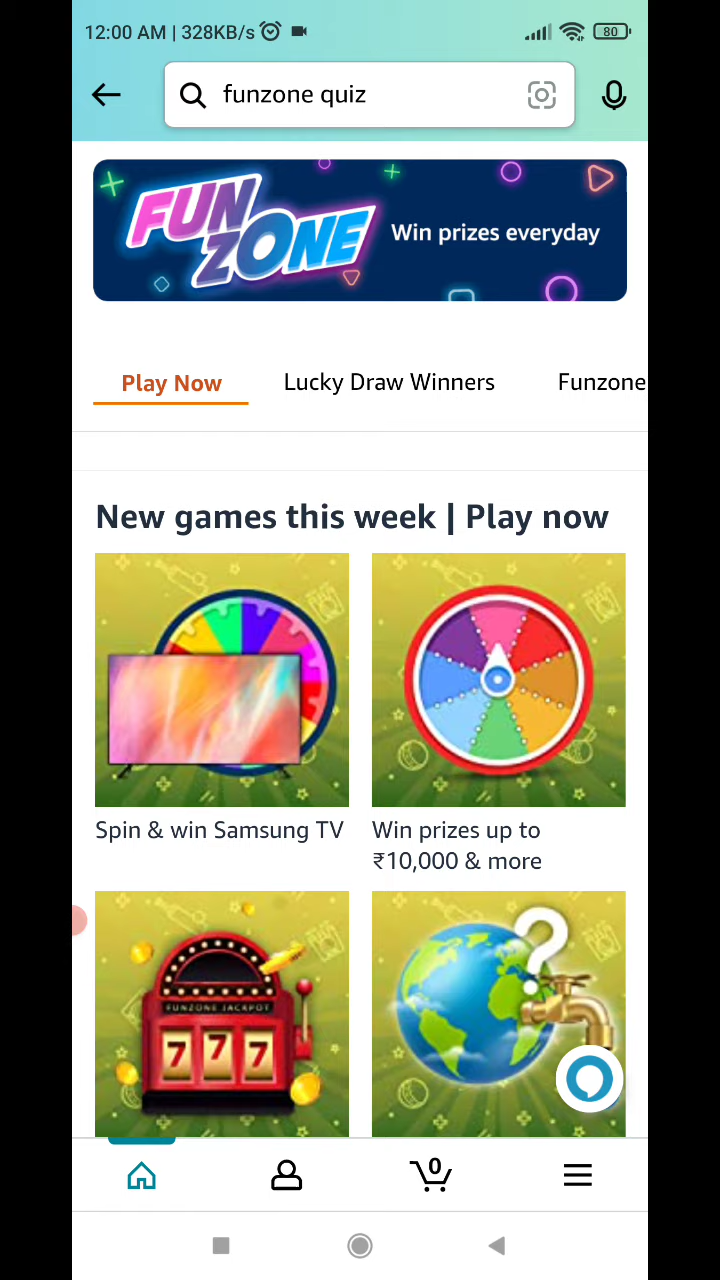 12:00 AM | 328KB/s 80
funzone quiz
FUN
ZONE
Win prizes everyday
Play Now Lucky Draw Winners Funzone
New games this week | Play now
Spin & win Samsung TV
Win prizes up to
₹10,000 & more
FUNZONE JACKPOT
7 7 7
?
0